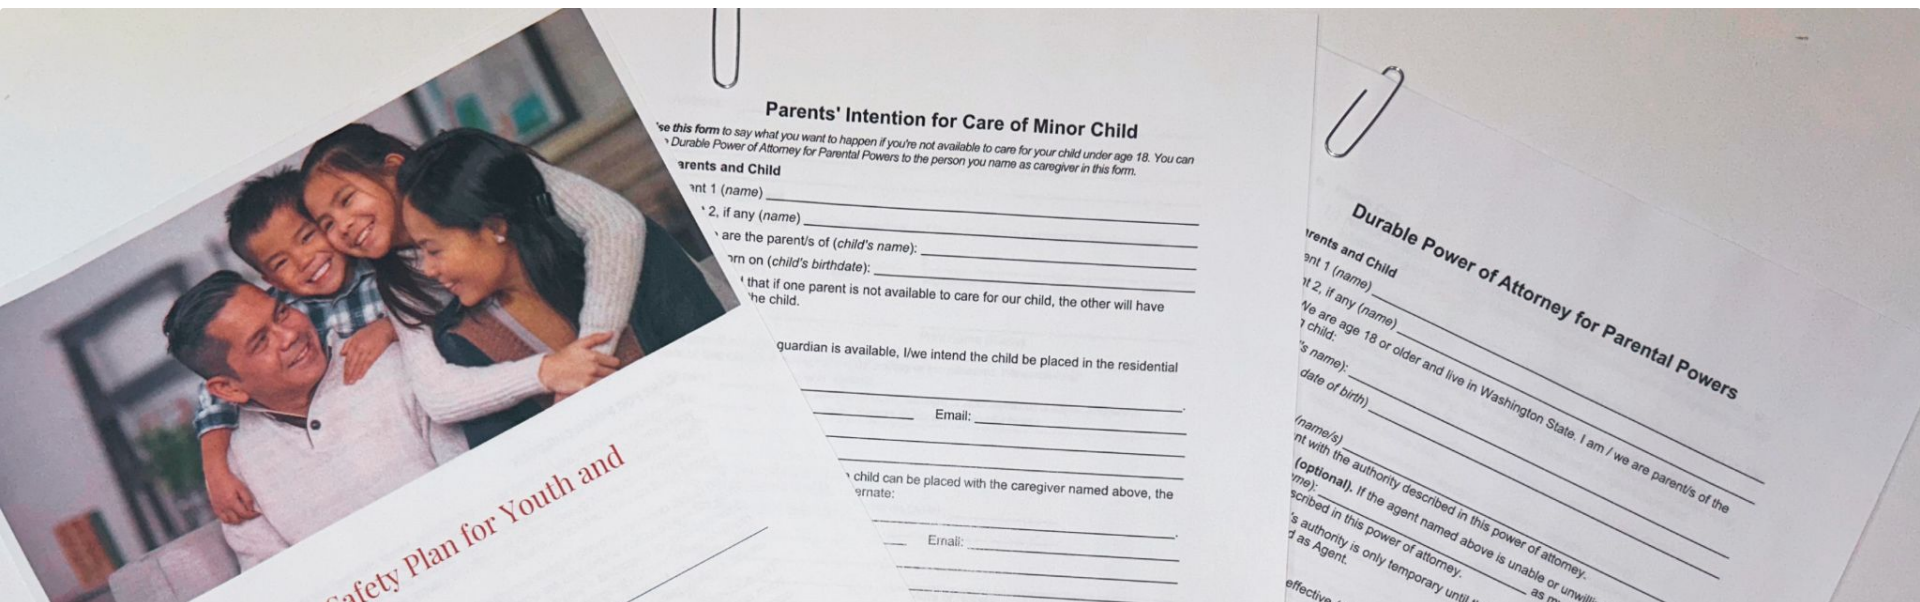 Safety Plan for Youth and
Parents' Intention for Care of Minor Child
this form to say what you want to happen if you're not available to care for your child under age 18. You can
Durable Power of Attorney for Parental Powers to the person you name as caregiver in this form.
arents and Child
ent 1 (name)
2, if any (name)
are the parent/s of (child's name):
orn on (child's birthdate):
that if one parent is not available to care for our child, the other will have
the child.
guardian is available, I/we intend the child be placed in the residential
Email:
child can be placed with the caregiver named above, the
ernate:
Email:
Durable Power of Attorney for Parental Powers
arents and Child
ent 1 (name)
nt 2, if any (name)
We are age 18 or older and live in Washington State. I am / we are parent/s of the
child:
's name):
date of birth)
(name/s)
nt with the authority described in this power of attorney.
(optional). If the agent named above is unable or unwilli
me): as m
scribed in this power of attorney.
's authority is only temporary until
d as Agent.
effective